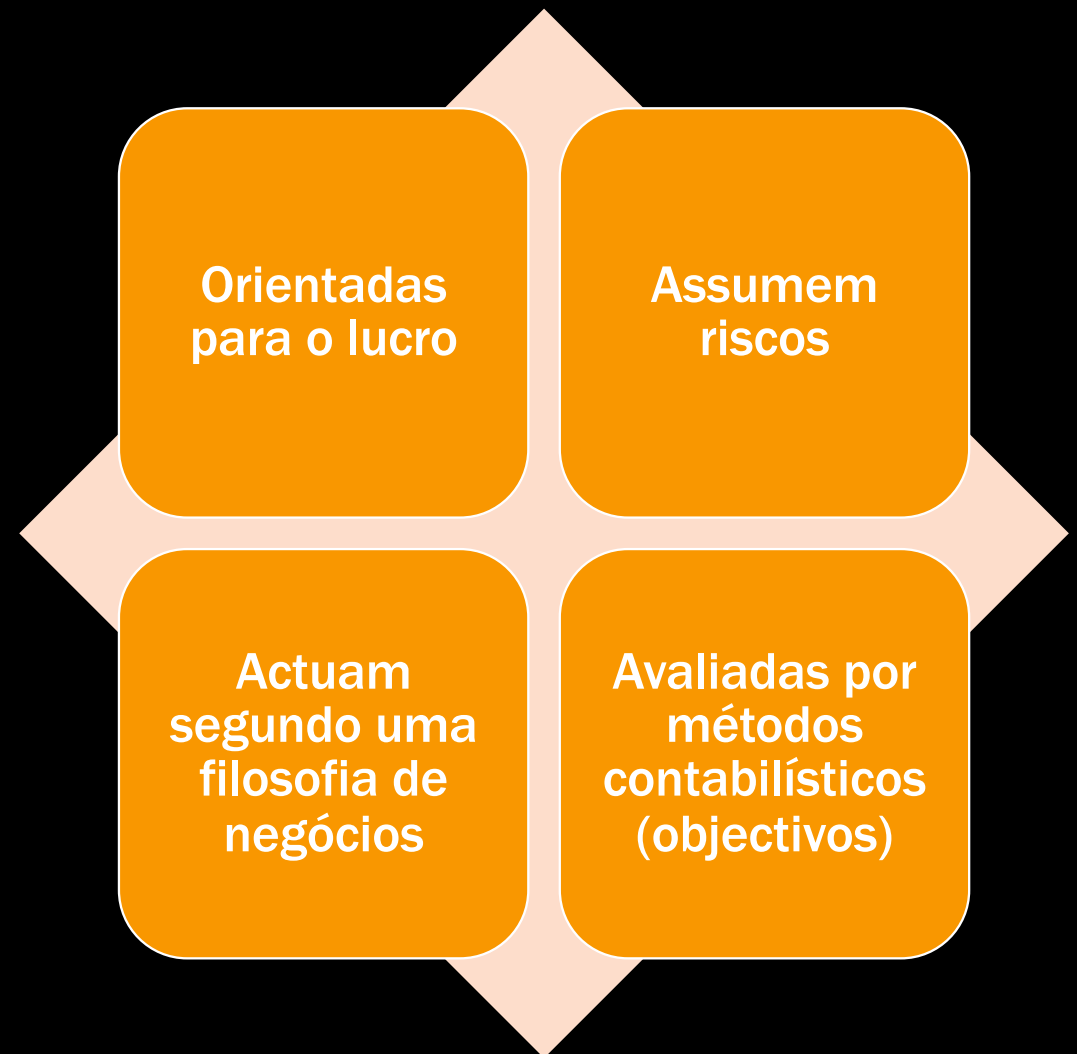 Orientadas
para o lucro
Assumem
riscos
Actuam
segundo uma
filosofia de
negócios
Avaliadas por
métodos
contabilísticos
(objectivos)